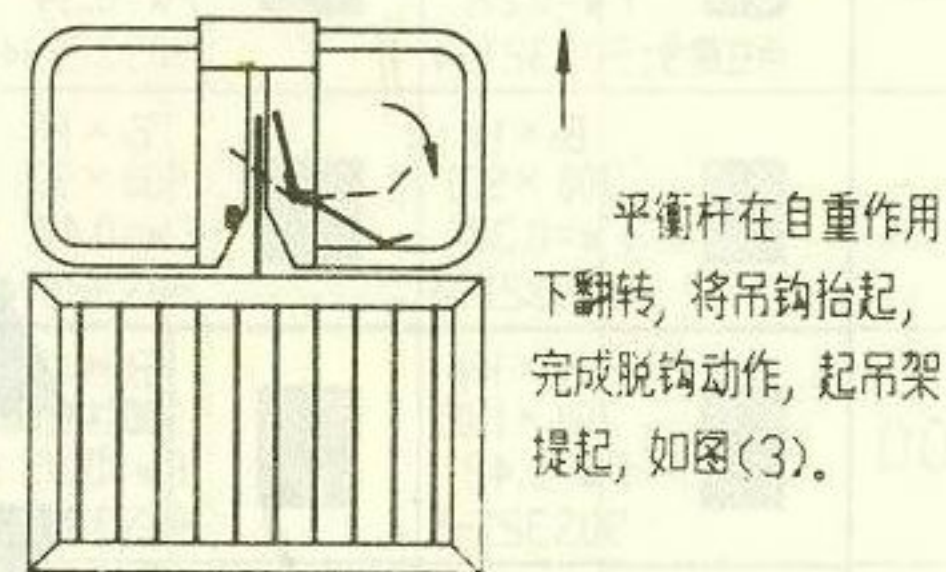 平衡杆在自重作用
下翻转, 将吊钩抬起,
完成脱钩动作, 起吊架
提起, 如图(3)。